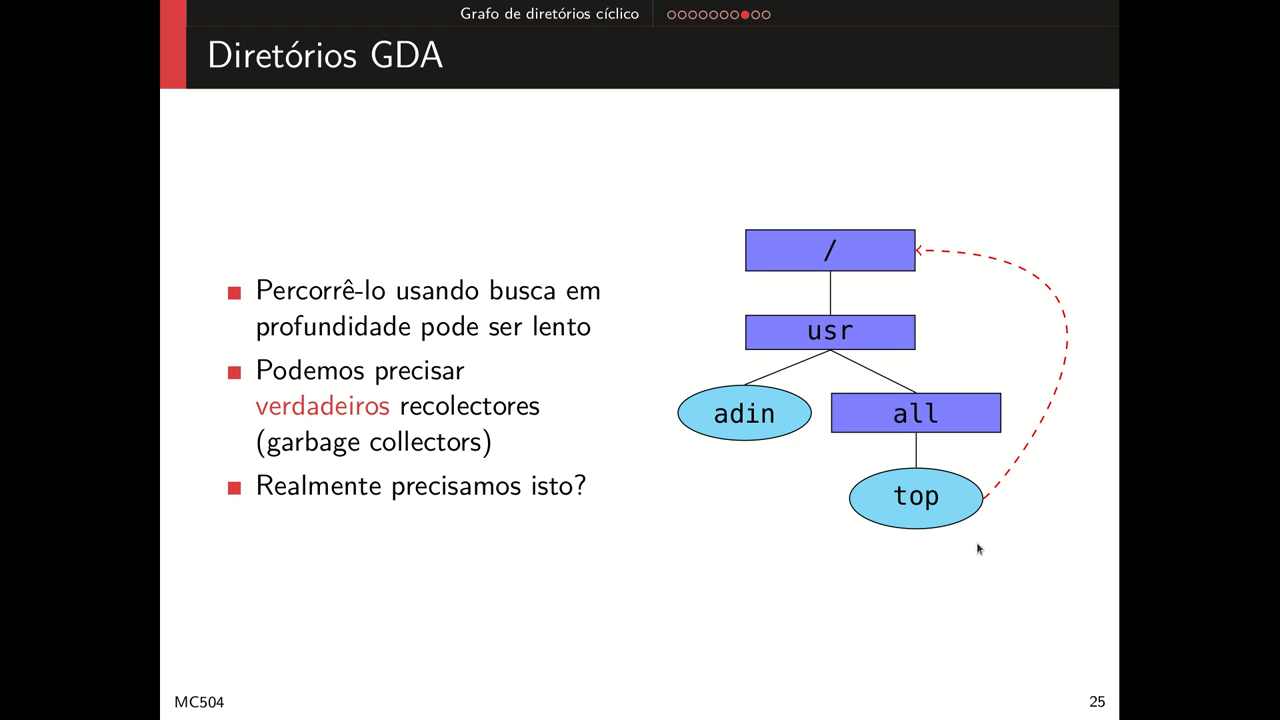 Grafo de diretórios cíclico
Diretórios GDA
Percorrê-lo usando busca em
profundidade pode ser lento
Podemos precisar
verdadeiros recolectores
(garbage collectors)
Realmente precisamos isto?
/
usr
adin
all
top
MC504
25